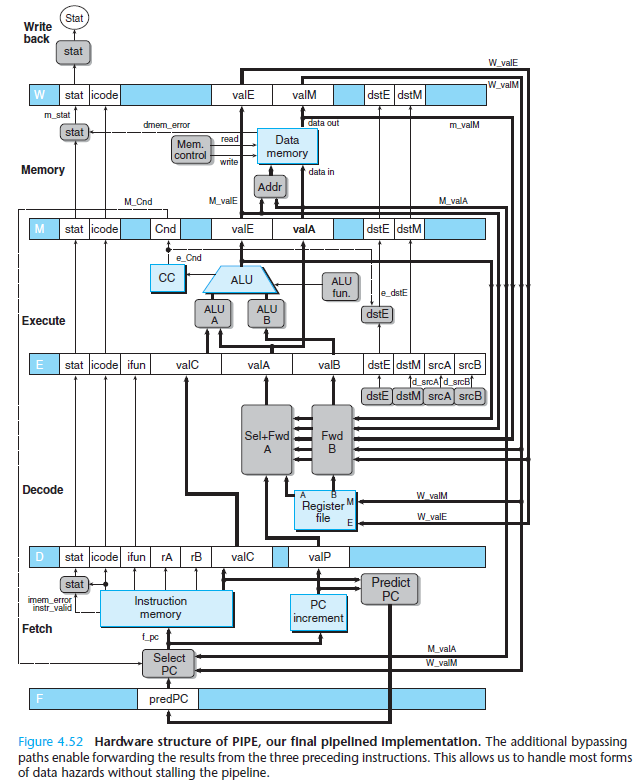 Stat
Write
back
stat
W_valE
W stat icode valE valM dstE dstM
W_valM
m_stat
stat
dmem_error
data out
m_valM
Mem.
control
read
write
Data
memory
Memory
data in
Addr
M_Cnd
M_valE
M_valA
M stat icode Cnd valE valA dstE dstM
e_Cnd
CC
ALU
ALU
fun.
e_dstE
ALU
A
ALU
B
dstE
Execute
E stat icode ifun valC valA valB dstE dstM srcA srcB
d_srcA d_srcB
dstE dstM srcA srcB
Sel+Fwd
A
Fwd
B
Decode
A B
Register
file
M
E
W_valM
W_valE
D stat icode ifun rA rB valC valP
stat
imem_error
instr_valid
Instruction
memory
PC
increment
Predict
PC
Fetch
f_pc
Select
PC
M_valA
W_valM
F predPC
Figure 4.52 Hardware structure of PIPE, our final pipelined implementation. The additional bypassing
paths enable forwarding the results from the three preceding instructions. This allows us to handle most forms
of data hazards without stalling the pipeline.